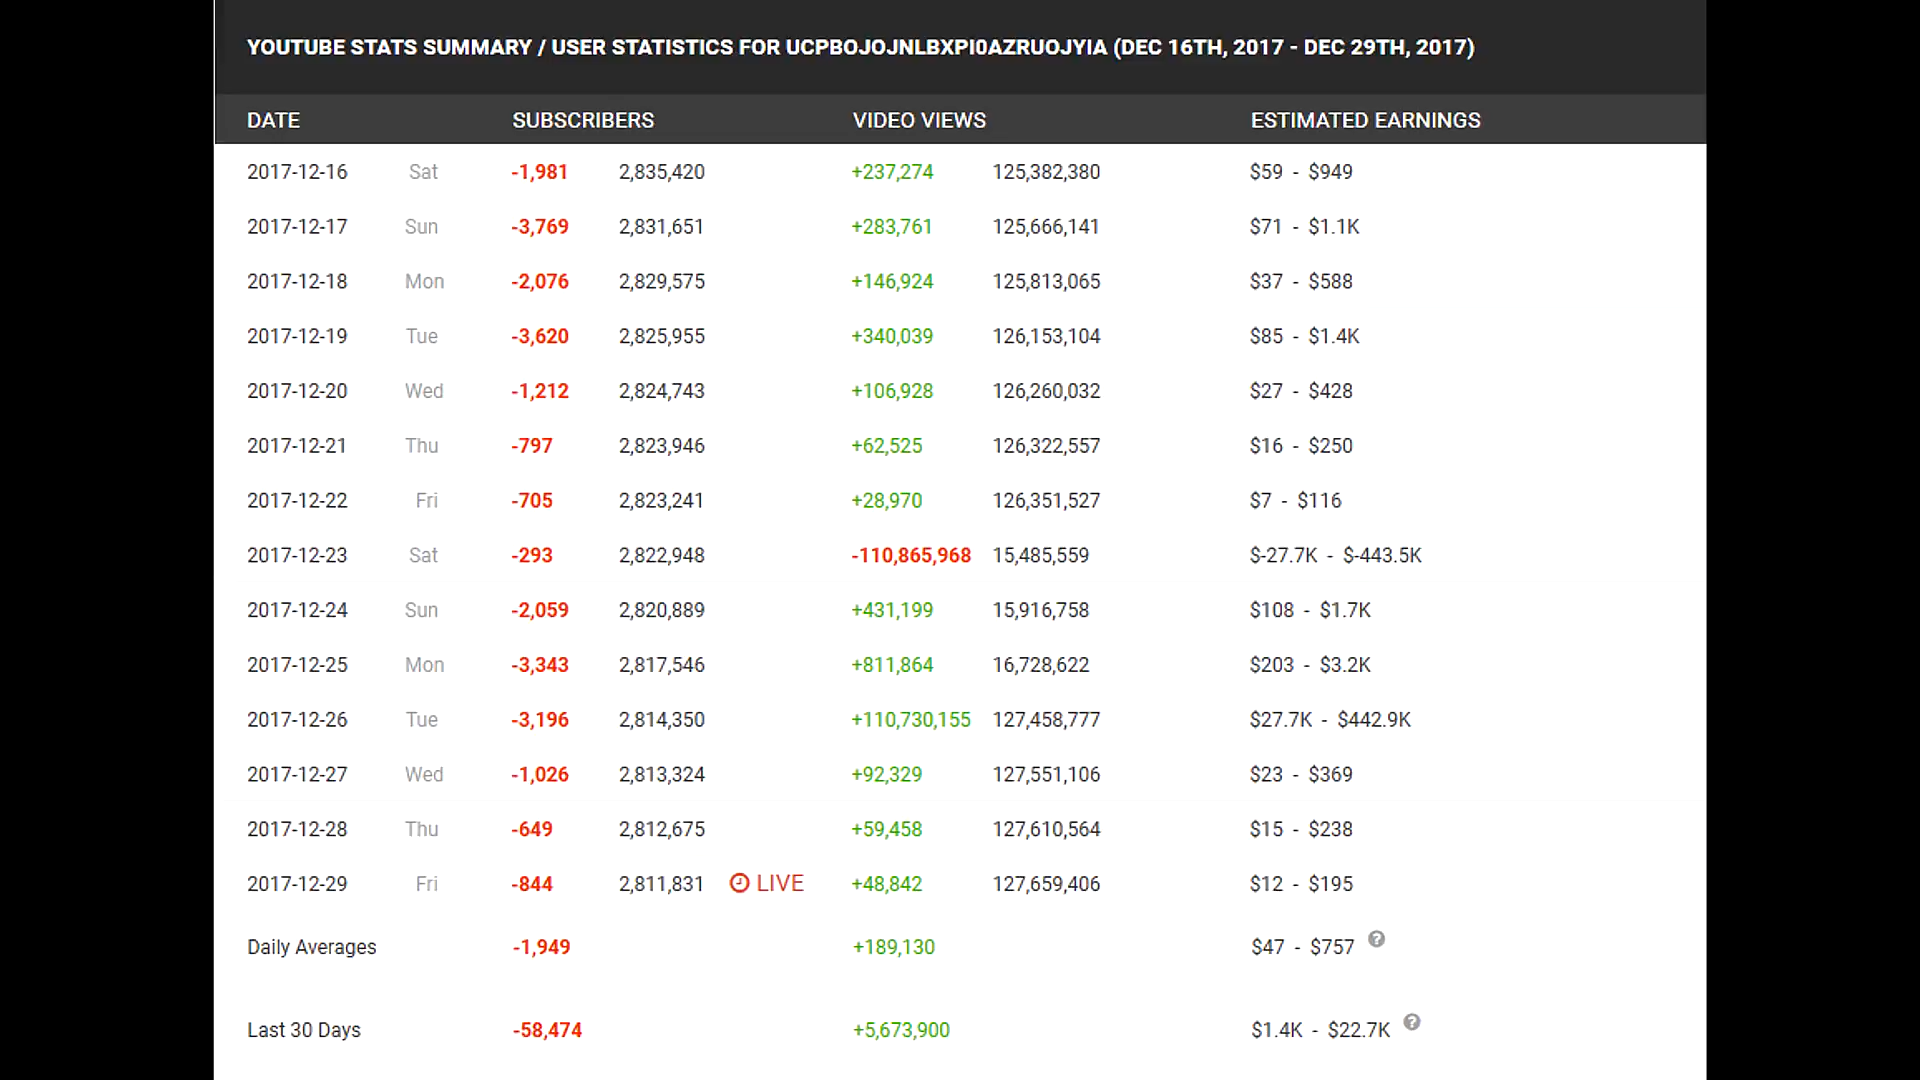 YOUTUBE STATS SUMMARY / USER STATISTICS FOR UCPBOJOJNLBXPI0AZRUOJYIA (DEC 16TH, 2017 - DEC 29TH, 2017)
DATE SUBSCRIBERS VIDEO VIEWS ESTIMATED EARNINGS
2017-12-16 Sat -1,981 2,835,420 +237,274 125,382,380 $59 - $949
2017-12-17 Sun -3,769 2,831,651 +283,761 125,666,141 $71 - $1.1K
2017-12-18 Mon -2,076 2,829,575 +146,924 125,813,065 $37 - $588
2017-12-19 Tue -3,620 2,825,955 +340,039 126,153,104 $85 - $1.4K
2017-12-20 Wed -1,212 2,824,743 +106,928 126,260,032 $27 - $428
2017-12-21 Thu -797 2,823,946 +62,525 126,322,557 $16 - $250
2017-12-22 Fri -705 2,823,241 +28,970 126,351,527 $7 - $116
2017-12-23 Sat -293 2,822,948 -110,865,968 15,485,559 $-27.7K - $-443.5K
2017-12-24 Sun -2,059 2,820,889 +431,199 15,916,758 $108 - $1.7K
2017-12-25 Mon -3,343 2,817,546 +811,864 16,728,622 $203 - $3.2K
2017-12-26 Tue -3,196 2,814,350 +110,730,155 127,458,777 $27.7K - $442.9K
2017-12-27 Wed -1,026 2,813,324 +92,329 127,551,106 $23 - $369
2017-12-28 Thu -649 2,812,675 +59,458 127,610,564 $15 - $238
2017-12-29 Fri -844 2,811,831 LIVE +48,842 127,659,406 $12 - $195
Daily Averages -1,949 +189,130 $47 - $757 ?
Last 30 Days -58,474 +5,673,900 $1.4K - $22.7K ?